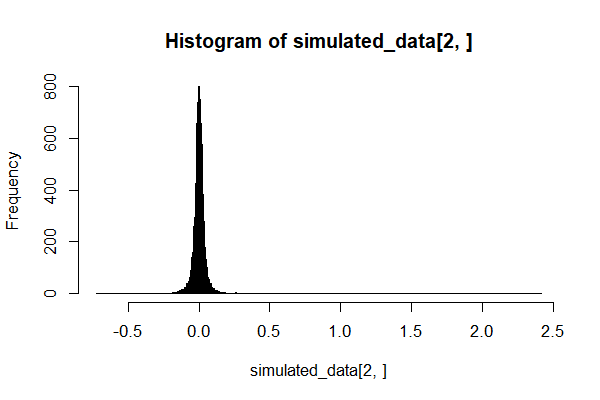 Histogram of simulated_data[2, ]
Frequency
800
600
400
200
0
-0.5 0.0 0.5 1.0 1.5 2.0 2.5
simulated_data[2, ]